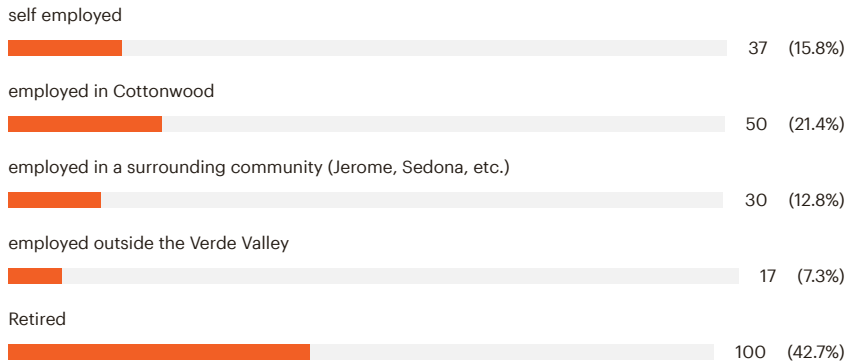 self employed
37 (15.8%)
employed in Cottonwood
50 (21.4%)
employed in a surrounding community (Jerome, Sedona, etc.)
30 (12.8%)
employed outside the Verde Valley
17 (7.3%)
Retired
100 (42.7%)